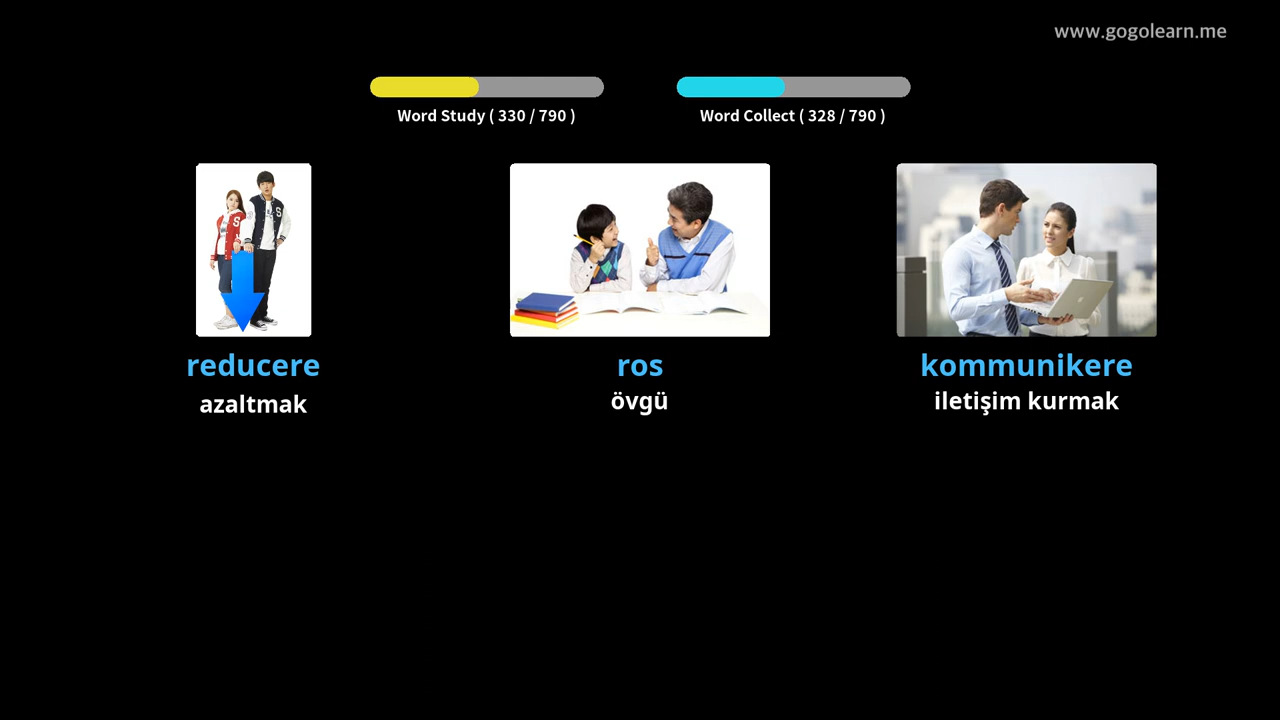 www.gogolearn.me
Word Study ( 330 / 790 )
Word Collect ( 328 / 790 )
reducere
azaltmak
ros
övgü
kommunikere
iletişim kurmak